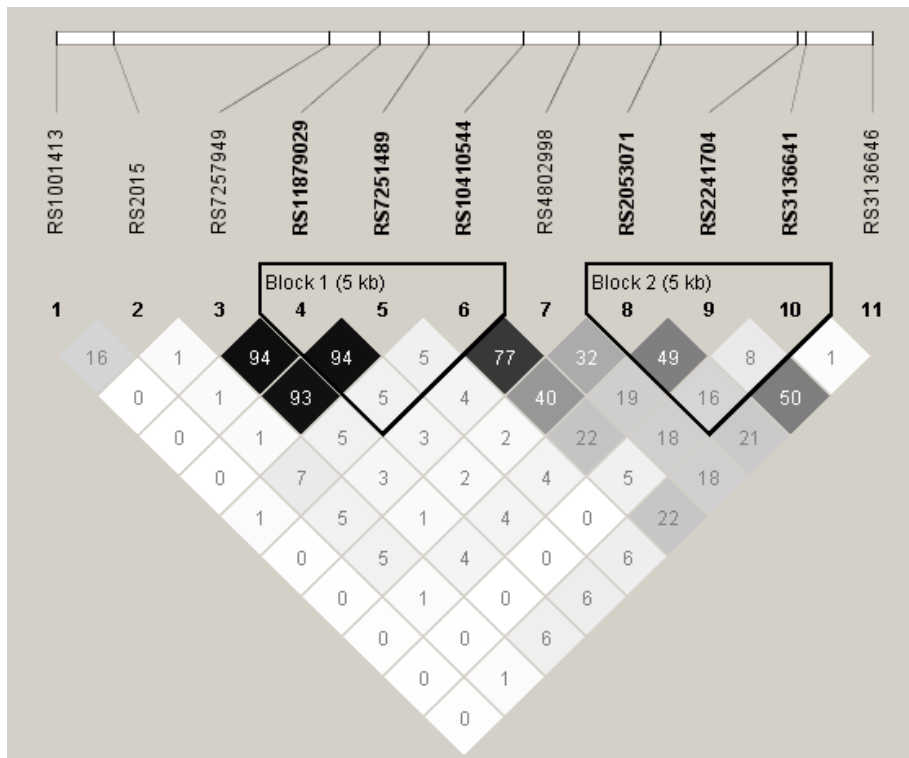 RS1001413
RS2015
RS7257949
RS11879029
RS7251489
RS10410544
RS4802998
RS2053071
RS2241704
RS3136641
RS3136646
Block 1 (5 kb) Block 2 (5 kb)
1 2 3 4 5 6 7 8 9 10 11
16 1 94 94 5 77 32 49 8 1
0 1 93 5 4 40 19 16 50
0 1 5 3 2 22 18 21
0 7 3 2 4 5 18
1 5 1 4 0 22
0 5 4 0 6
0 1 0 6
0 0 6
0 1
0